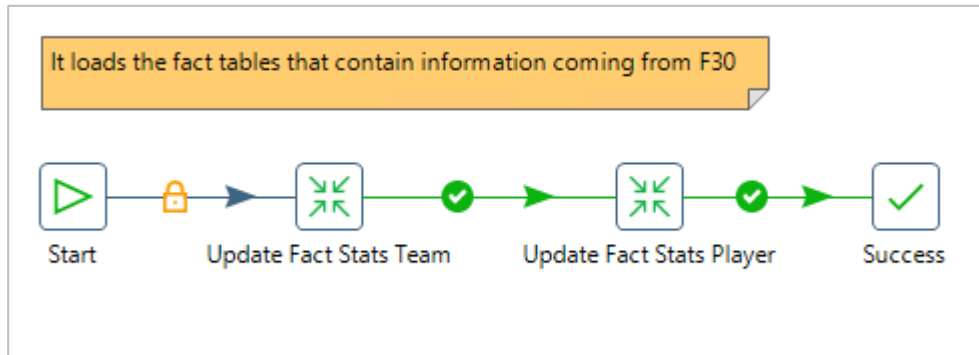 It loads the fact tables that contain information coming from F30
Start
Update Fact Stats Team
Update Fact Stats Player
Success